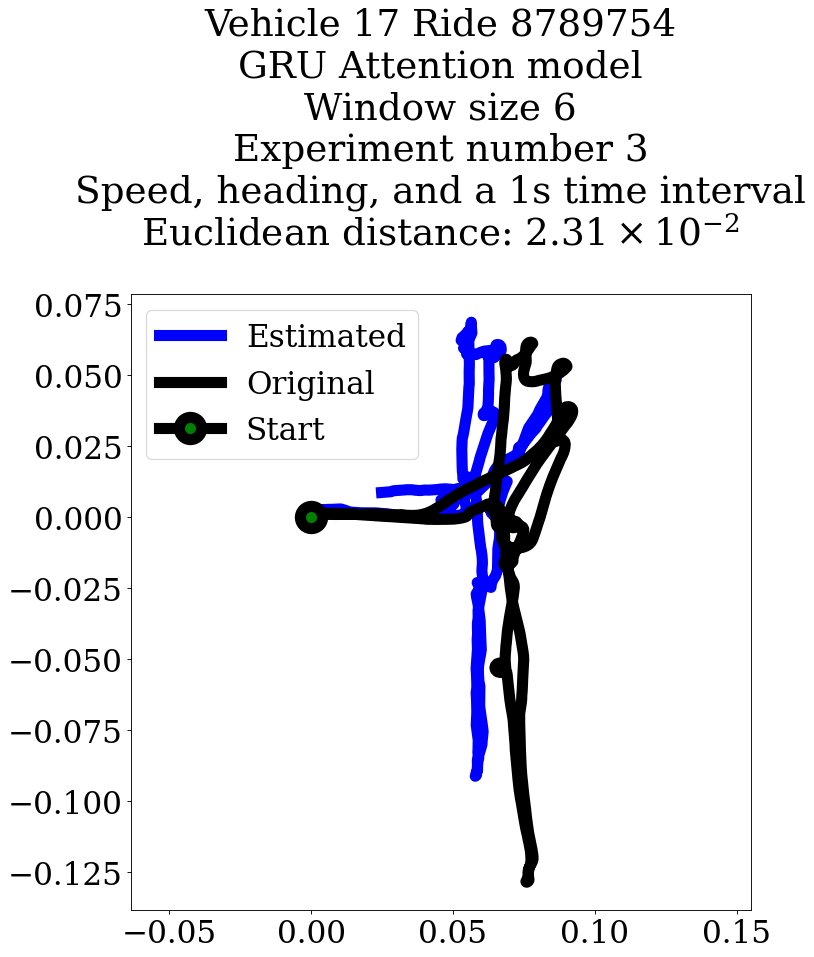 Vehicle 17 Ride 8789754
GRU Attention model
Window size 6
Experiment number 3
Speed, heading, and a 1s time interval
Euclidean distance: 2.31 × 10⁻²
Estimated
Original
Start
0.075
0.050
0.025
0.000
−0.025
−0.050
−0.075
−0.100
−0.125
−0.05 0.00 0.05 0.10 0.15